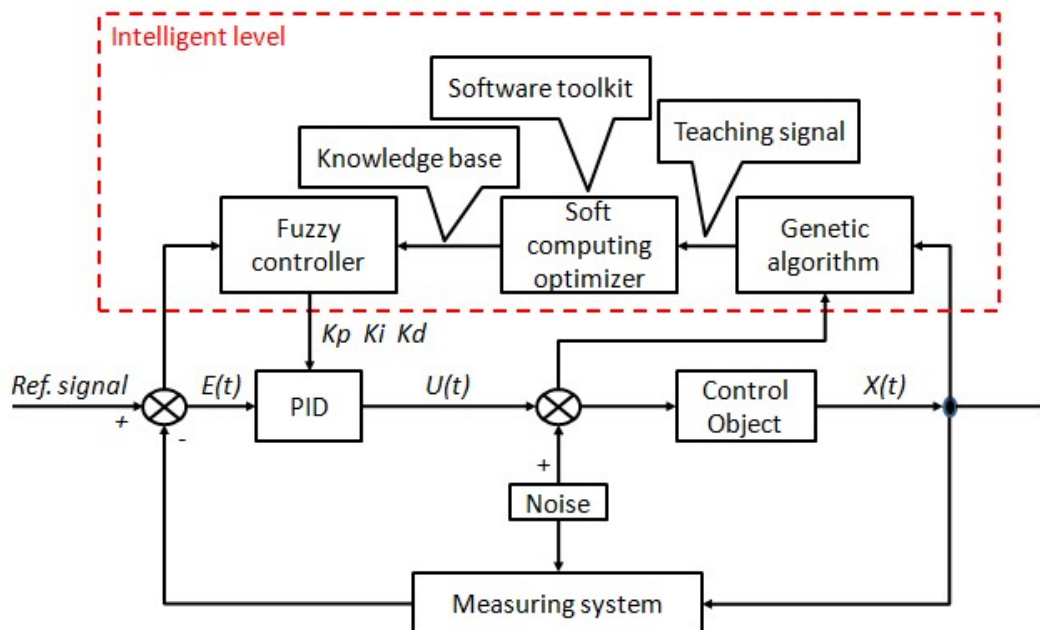 Intelligent level
Software toolkit
Teaching signal
Knowledge base
Fuzzy
controller
Soft
computing
optimizer
Genetic
algorithm
Kp Ki Kd
Ref. signal
+
-
E(t)
PID
U(t)
Control
Object
X(t)
+
Noise
Measuring system